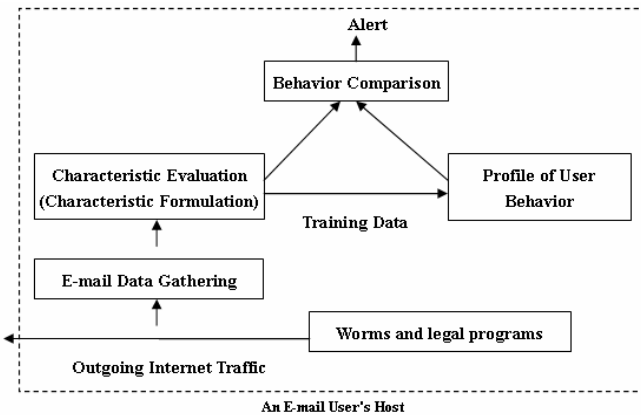 Alert
Behavior Comparison
Characteristic Evaluation
(Characteristic Formulation)
Profile of User
Behavior
Training Data
E-mail Data Gathering
Worms and legal programs
Outgoing Internet Traffic
An E-mail User's Host